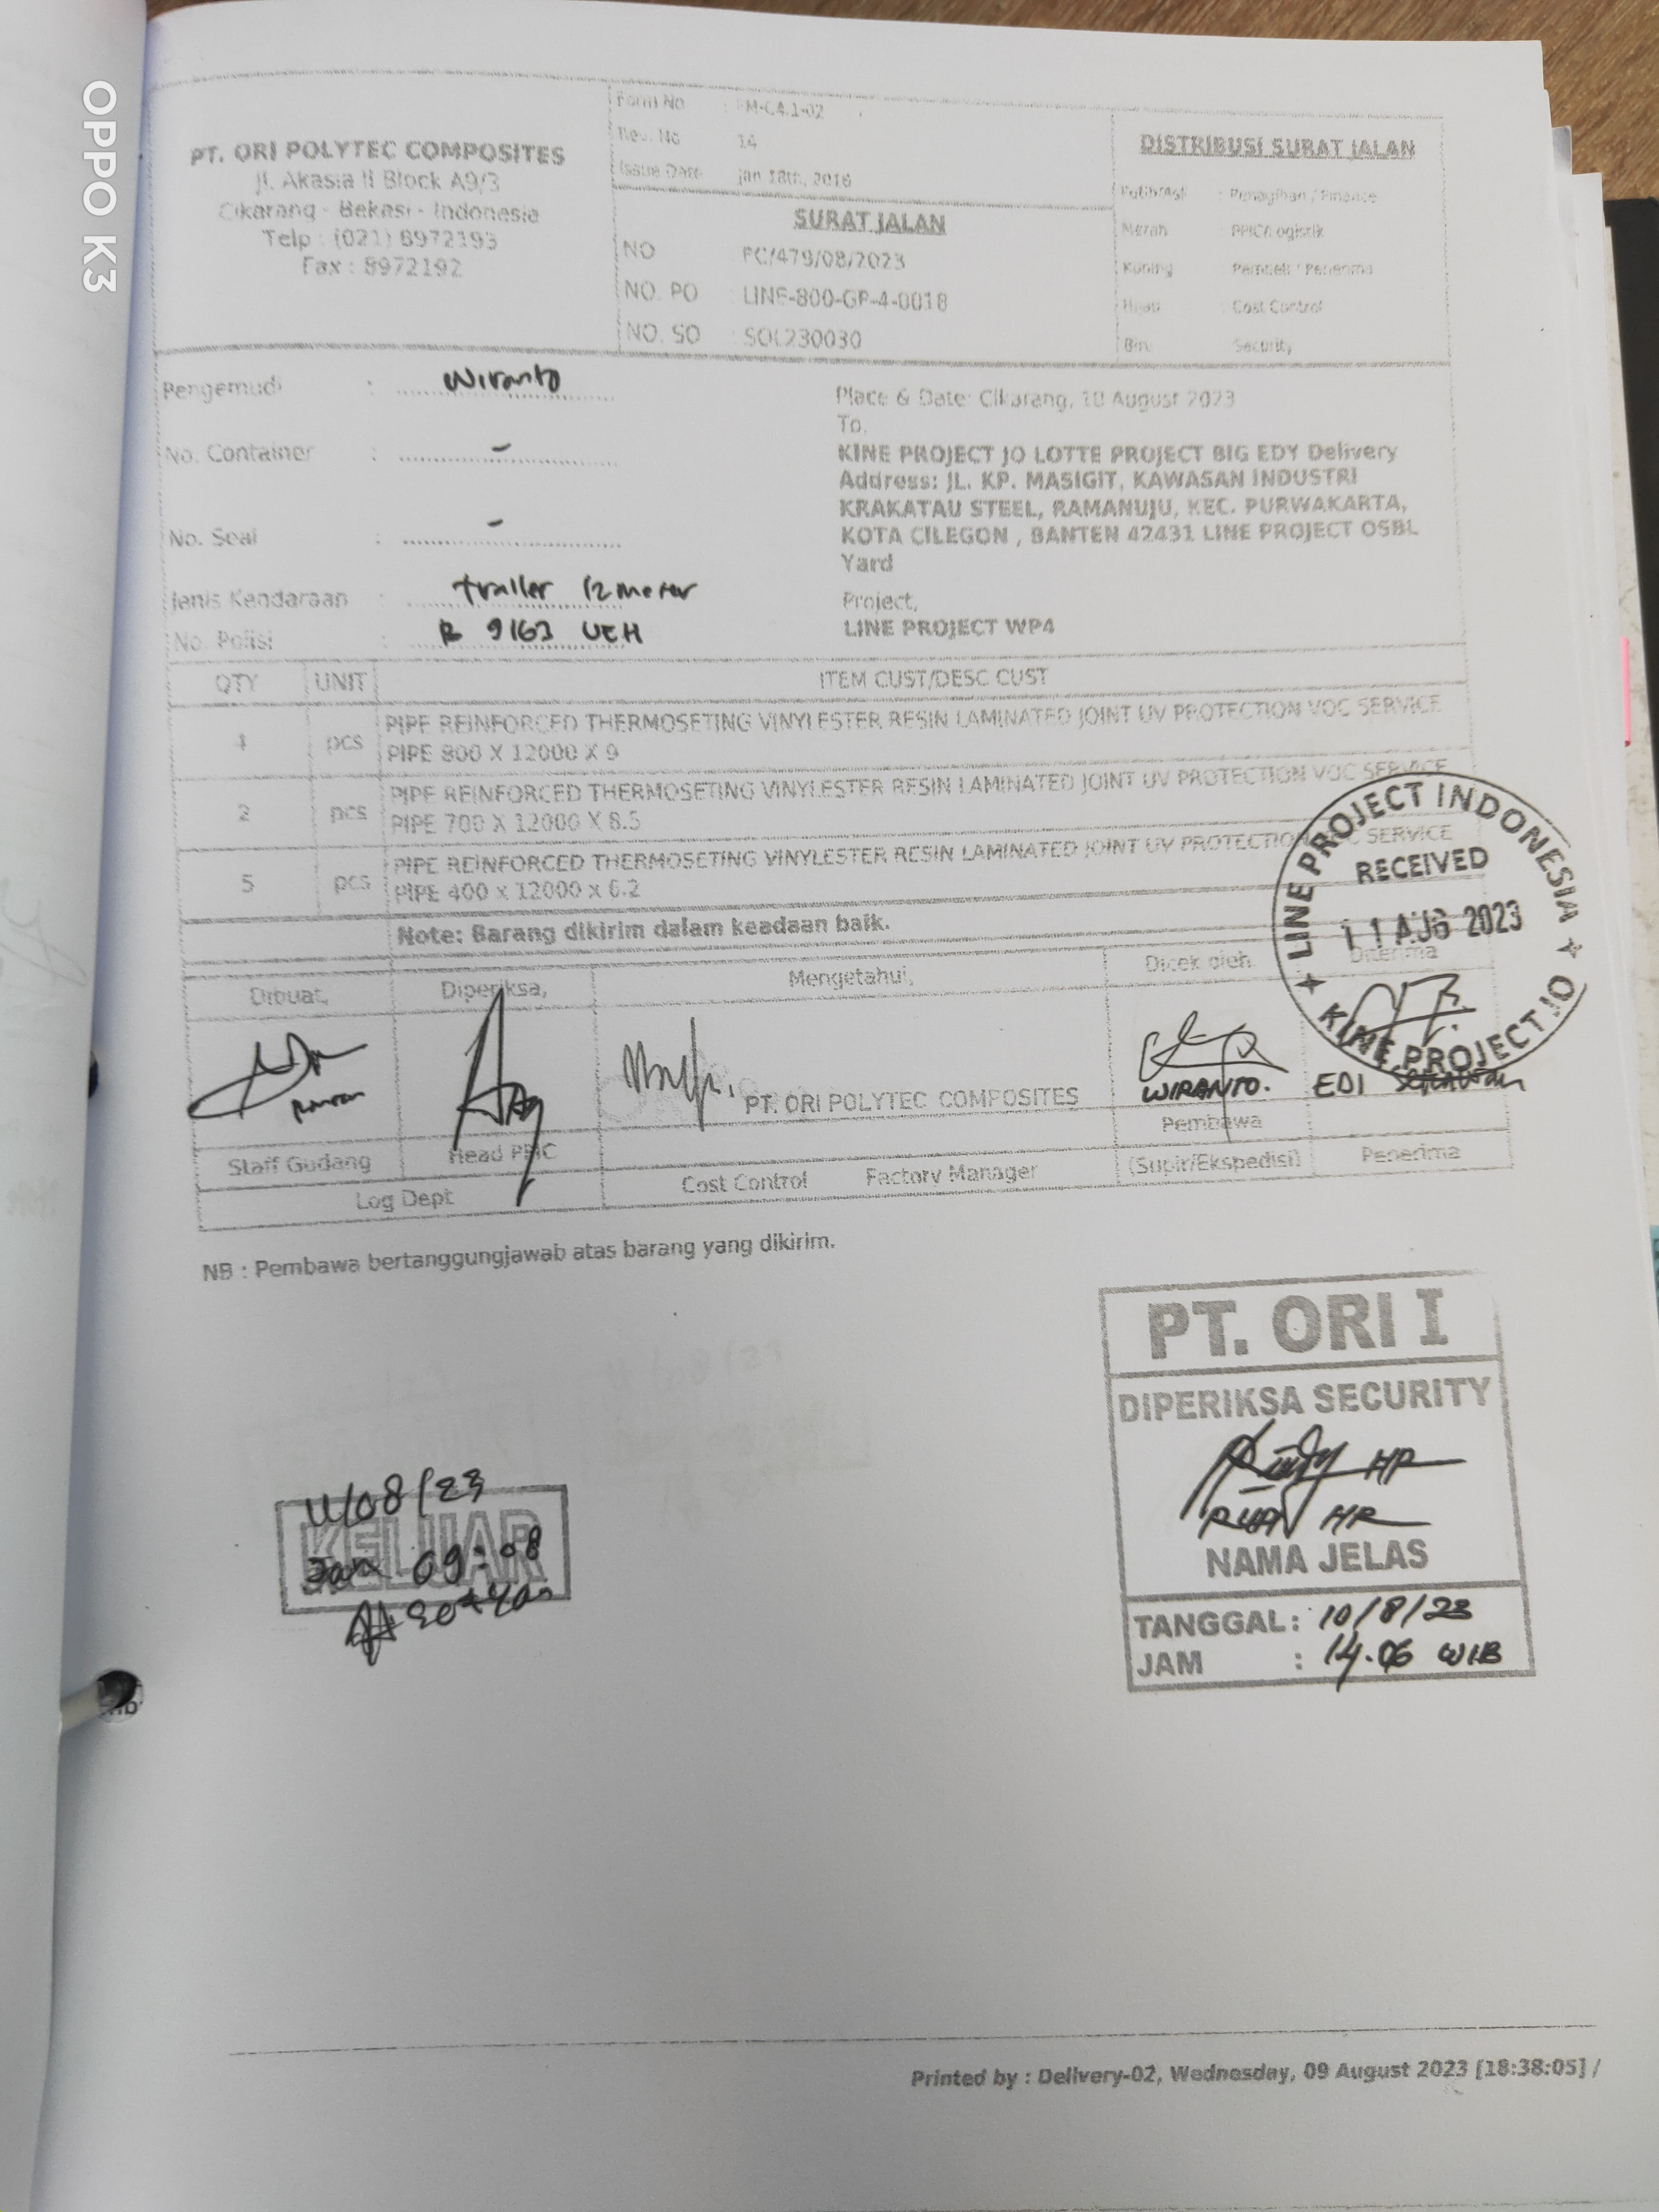 OPPO K3
PT. ORI POLYTEC COMPOSITES
Jl. Akasia II Block A9/3
Cikarang - Bekasi - Indonesia
Telp : (021) 8972193
Fax : 8972192
Form No : FM-C4.1-02
Rev. No 14
Issue Date Jan 18th, 2016
SURAT JALAN
NO PC/479/08/2023
NO. PO LINE-800-GP-4-0018
NO. SO : SOL230030
DISTRIBUSI SURAT JALAN
Putih/Asli : Penagihan / Finance
Merah : PPIC/Logistik
Kuning : Pembeli / Penerima
Hijau : Cost Control
Biru Security
Pengemudi : Wiranto
No. Container : -
No. Seal : -
Jenis Kendaraan : trailer 12 meter
No. Polisi : 9163 UEH
Place & Date: Cikarang, 10 August 2023
To.
KINE PROJECT JO LOTTE PROJECT BIG EDY Delivery
Address: JL. KP. MASIGIT, KAWASAN INDUSTRI
KRAKATAU STEEL, RAMANUJU, KEC. PURWAKARTA,
KOTA CILEGON , BANTEN 42431 LINE PROJECT OSBL
Yard
Project,
LINE PROJECT WP4
QTY UNIT ITEM CUST/DESC CUST
pcs PIPE REINFORCED THERMOSETING VINYLESTER RESIN LAMINATED JOINT UV PROTECTION VOC SERVICE
PIPE 800 X 12000 X 9
2 pcs PIPE REINFORCED THERMOSETING VINYLESTER RESIN LAMINATED JOINT UV PROTECTION VOC SERVICE
PIPE 700 X 12000 X 8.5
5 pcs PIPE REINFORCED THERMOSETING VINYLESTER RESIN LAMINATED JOINT UV PROTECTION VOC SERVICE
PIPE 400 X 12000 X 6.2
Note: Barang dikirim dalam keadaan baik.
LINE PROJECT INDONESIA
RECEIVED
11 AUG 2023
KINE PROJECT JO
Dibuat, Diperiksa, Mengetahui, Dicek oleh Diterima
PT. ORI POLYTEC COMPOSITES
WIRANTO. EDI
Pembawa
Staff Gudang Head PPIC Cost Control Factory Manager (Supir/Ekspedisi) Penerima
Log Dept
NB : Pembawa bertanggungjawab atas barang yang dikirim.
PT. ORI I
DIPERIKSA SECURITY
HR
HR
NAMA JELAS
TANGGAL : 10/8/23
JAM : 14.06 WIB
11/08/23
KELUAR
Jam 09:08
Printed by : Delivery-02, Wednesday, 09 August 2023 [18:38:05] /